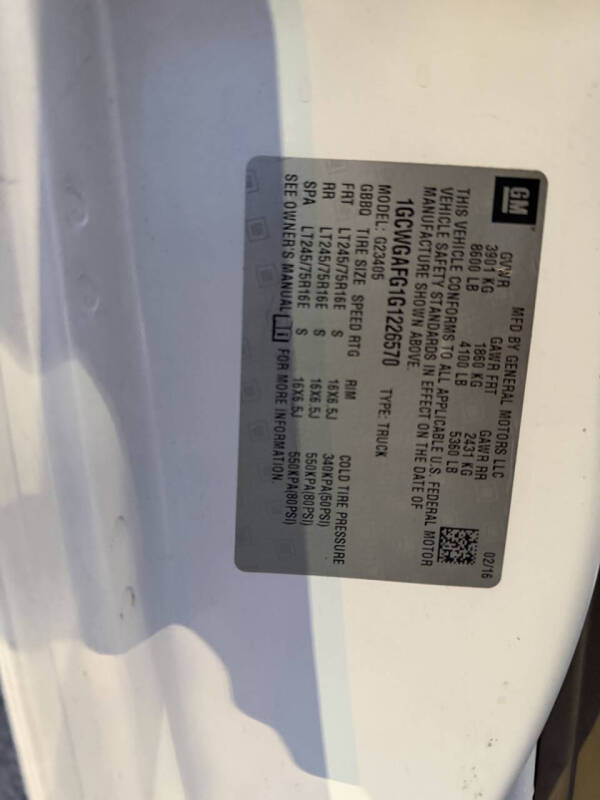 GM
MFD BY GENERAL MOTORS LLC 02/16
GVWR GAWR FRT GAWR RR
3901 KG 1860 KG 2431 KG
8600 LB 4100 LB 5360 LB
THIS VEHICLE CONFORMS TO ALL APPLICABLE U.S. FEDERAL MOTOR
VEHICLE SAFETY STANDARDS IN EFFECT ON THE DATE OF
MANUFACTURE SHOWN ABOVE.
1GCWGAFG1G1226570 TYPE: TRUCK
MODEL: G23405
GBBQ TIRE SIZE SPEED RTG RIM COLD TIRE PRESSURE
FRT LT245/75R16E S 16X6.5J 340KPA(50PSI)
RR LT245/75R16E S 16X6.5J 550KPA(80PSI)
SPA LT245/75R16E S 16X6.5J 550KPA(80PSI)
SEE OWNER'S MANUAL FOR MORE INFORMATION.